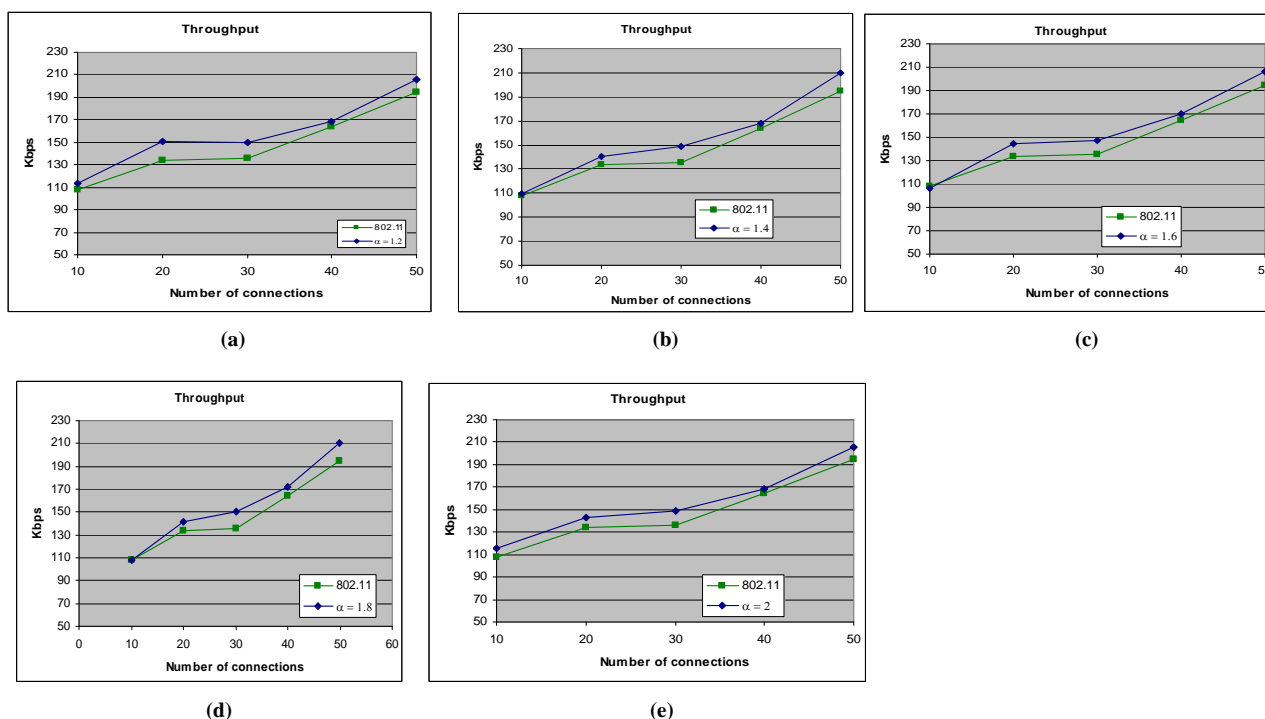 Throughput
230
210
190
170
150
130
110
90
70
50
Kbps
802.11
α = 1.2
10 20 30 40 50
Number of connections
(a)
Throughput
230
210
190
170
150
130
110
90
70
50
Kbps
802.11
α = 1.4
10 20 30 40 50
Number of connections
(b)
Throughput
230
210
190
170
150
130
110
90
70
50
Kbps
802.11
α = 1.6
10 20 30 40 50
Number of connections
(c)
Throughput
230
210
190
170
150
130
110
90
70
50
Kbps
802.11
α = 1.8
0 10 20 30 40 50 60
Number of connections
(d)
Throughput
230
210
190
170
150
130
110
90
70
50
Kbps
802.11
α = 2
10 20 30 40 50
Number of connections
(e)